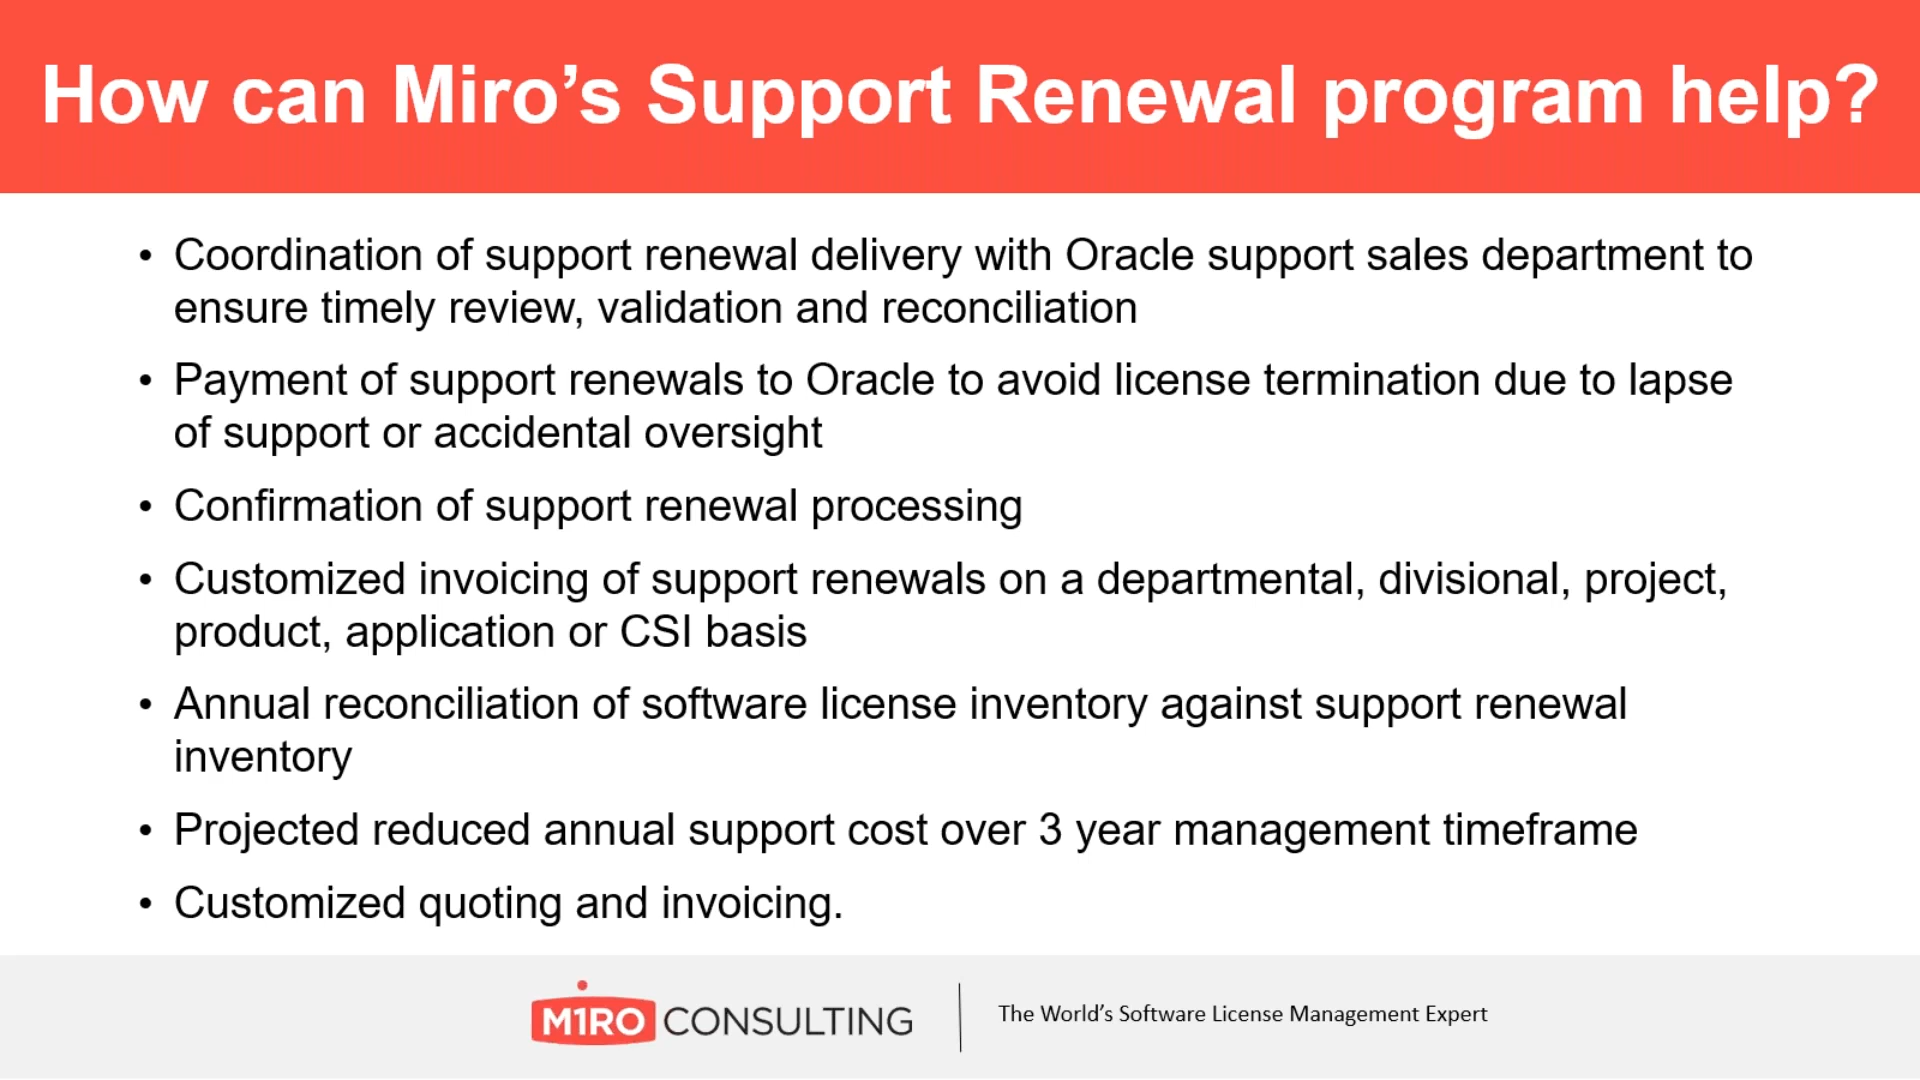 How can Miro’s Support Renewal program help?
• Coordination of support renewal delivery with Oracle support sales department to
ensure timely review, validation and reconciliation
• Payment of support renewals to Oracle to avoid license termination due to lapse
of support or accidental oversight
• Confirmation of support renewal processing
• Customized invoicing of support renewals on a departmental, divisional, project,
product, application or CSI basis
• Annual reconciliation of software license inventory against support renewal
inventory
• Projected reduced annual support cost over 3 year management timeframe
• Customized quoting and invoicing.
M1RO CONSULTING
The World’s Software License Management Expert